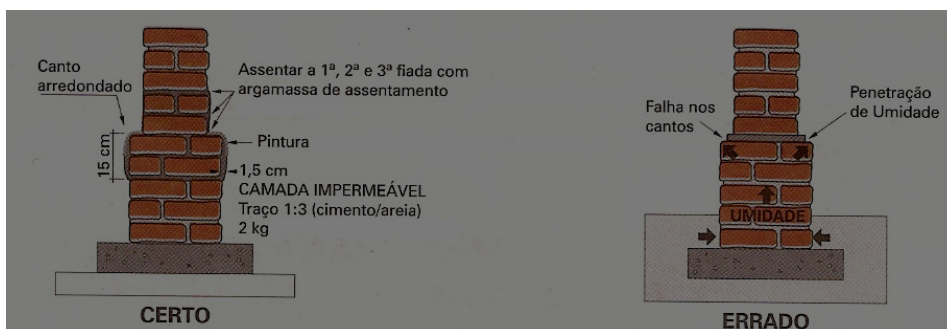 Canto
arredondado
Assentar a 1ª, 2ª e 3ª fiada com
argamassa de assentamento
15 cm
Pintura
1,5 cm
CAMADA IMPERMEÁVEL
Traço 1:3 (cimento/areia)
2 kg
CERTO
Falha nos
cantos
Penetração
de Umidade
UMIDADE
ERRADO